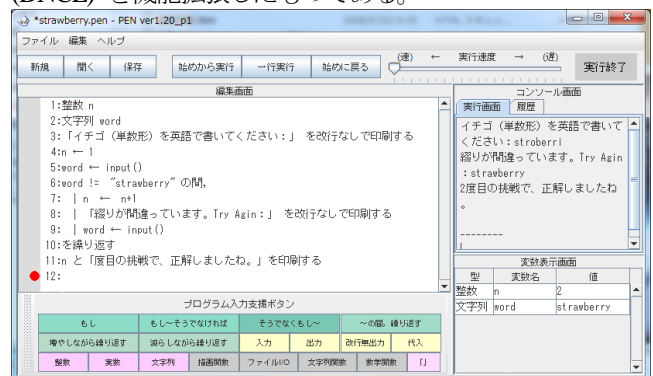 (DNCL) を機能拡張したものである。
*strawberry.pen - PEN ver1.20_p1
ファイル 編集 ヘルプ
新規 開く 保存 始めから実行 一行実行 始めに戻る (速) ← 実行速度 → (遅) 実行終了
編集画面
1:整数 n
2:文字列 word
3:「イチゴ（単数形）を英語で書いてください：」 を改行なしで印刷する
4:n ← 1
5:word ← input()
6:word != "strawberry" の間,
7: | n ← n+1
8: | 「綴りが間違っています。Try Agin：」 を改行なしで印刷する
9: | word ← input()
10:を繰り返す
11:n と「度目の挑戦で、正解しましたね。」を印刷する
12:
コンソール画面
実行画面 履歴
イチゴ（単数形）を英語で書いて
ください：stroberri
綴りが間違っています。Try Agin
：strawberry
2度目の挑戦で、正解しましたね
。
--------
変数表示画面
型 変数名 値
整数 n 2
文字列 word strawberry
プログラム入力支援ボタン
もし もし～そうでなければ そうでなくもし～ ～の間, 繰り返す
増やしながら繰り返す 減らしながら繰り返す 入力 出力 改行無出力 代入
整数 実数 文字列 描画関数 ファイルI/O 文字列関数 数学関数 「」